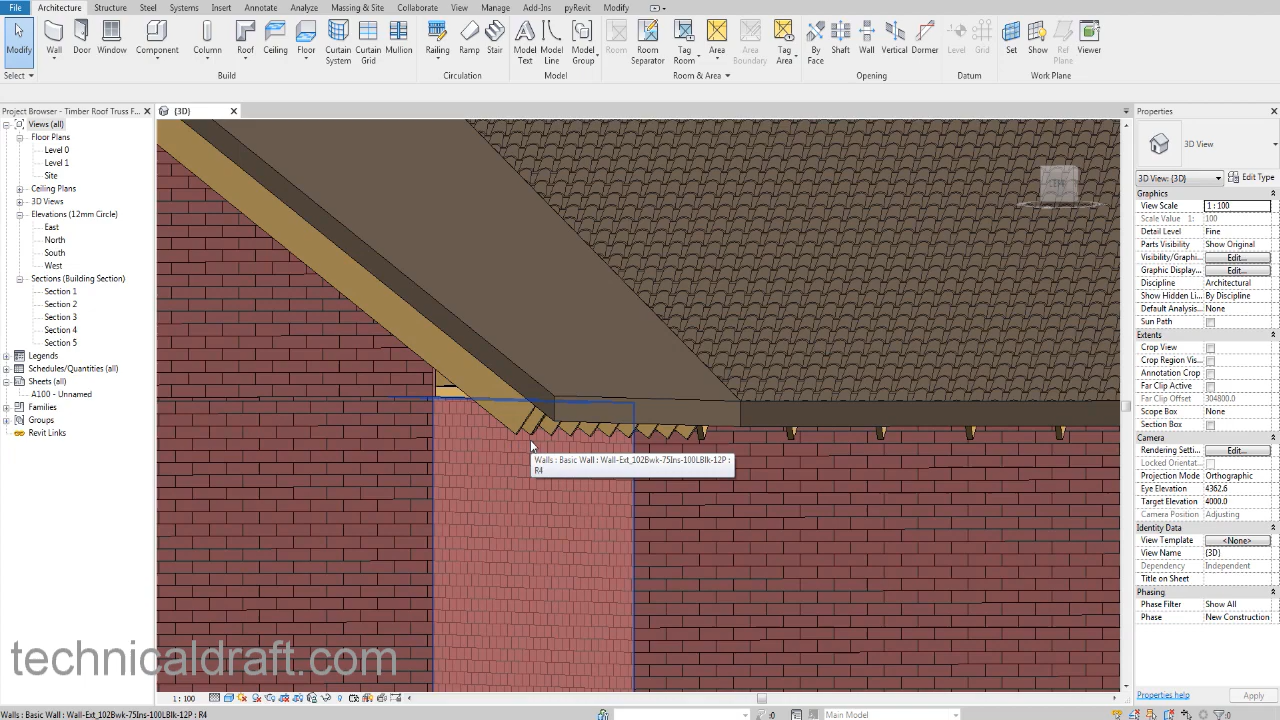 File Architecture Structure Steel Systems Insert Annotate Analyze Massing & Site Collaborate View Manage Add-Ins pyRevit Modify
Modify Wall Door Window Component Column Roof Ceiling Floor Curtain System Curtain Grid Mullion Railing Ramp Stair Model Text Model Line Model Group Room Room Separator Tag Room Area Area Boundary Tag Area By Face Shaft Wall Vertical Dormer Level Grid Set Show Ref Plane Viewer
Select Build Circulation Model Room & Area Opening Datum Work Plane
Project Browser - Timber Roof Truss F...
{3D}
Properties
Views (all)
Floor Plans
Level 0
Level 1
Site
Ceiling Plans
3D Views
Elevations (12mm Circle)
East
North
South
West
Sections (Building Section)
Section 1
Section 2
Section 3
Section 4
Section 5
Legends
Schedules/Quantities (all)
Sheets (all)
A100 - Unnamed
Families
Groups
Revit Links
Walls : Basic Wall : Wall-Ext_102Bwk-75Ins-100LBlk-12P :
R4
3D View
3D View: {3D} Edit Type
Graphics
View Scale 1 : 100
Scale Value 1: 100
Detail Level Fine
Parts Visibility Show Original
Visibility/Graphi... Edit...
Graphic Display... Edit...
Discipline Architectural
Show Hidden Li... By Discipline
Default Analysis... None
Sun Path
Extents
Crop View
Crop Region Vis...
Annotation Crop
Far Clip Active
Far Clip Offset 304800.0
Scope Box None
Section Box
Camera
Rendering Setti... Edit...
Locked Orientat...
Projection Mode Orthographic
Eye Elevation 4362.6
Target Elevation 4000.0
Camera Position Adjusting
Identity Data
View Template <None>
View Name {3D}
Dependency Independent
Title on Sheet
Phasing
Phase Filter Show All
Phase New Construction
Properties help Apply
technicaldraft.com
1 : 100
Walls : Basic Wall : Wall-Ext_102Bwk-75Ins-100LBlk-12P : R4 :0 Main Model :0